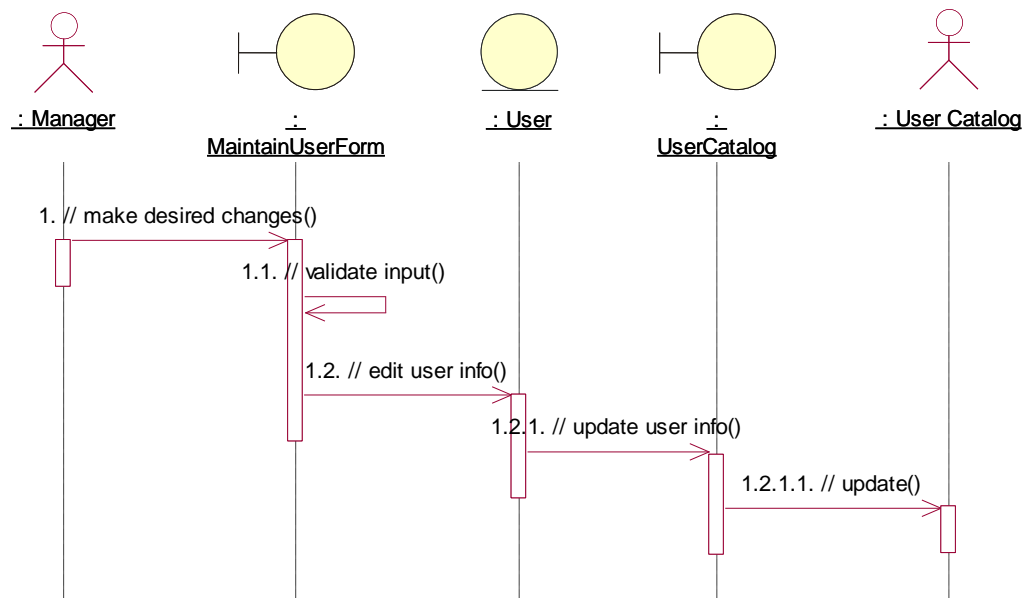 : Manager
:
MaintainUserForm
: User
:
UserCatalog
: User Catalog
1. // make desired changes()
1.1. // validate input()
1.2. // edit user info()
1.2.1. // update user info()
1.2.1.1. // update()